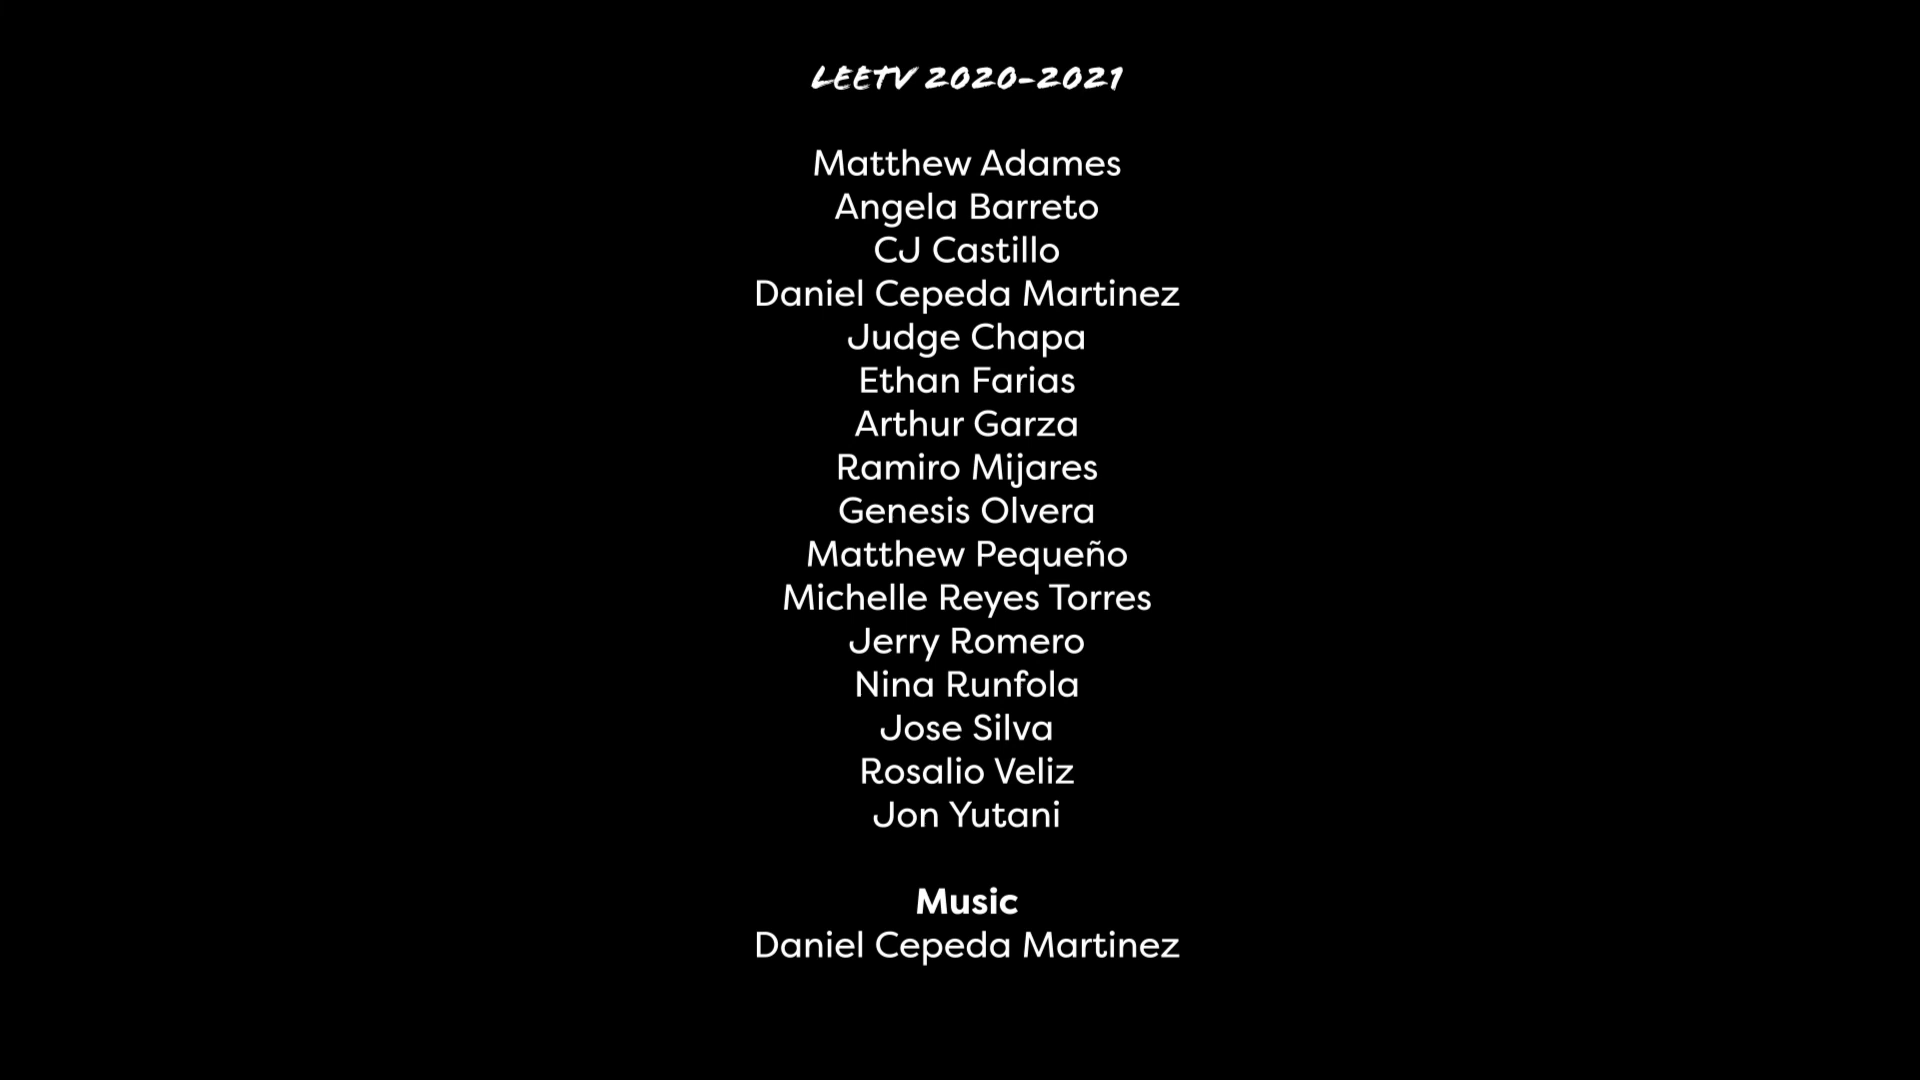 LEETV 2020-2021
Matthew Adames
Angela Barreto
CJ Castillo
Daniel Cepeda Martinez
Judge Chapa
Ethan Farias
Arthur Garza
Ramiro Mijares
Genesis Olvera
Matthew Pequeño
Michelle Reyes Torres
Jerry Romero
Nina Runfola
Jose Silva
Rosalio Veliz
Jon Yutani
Music
Daniel Cepeda Martinez